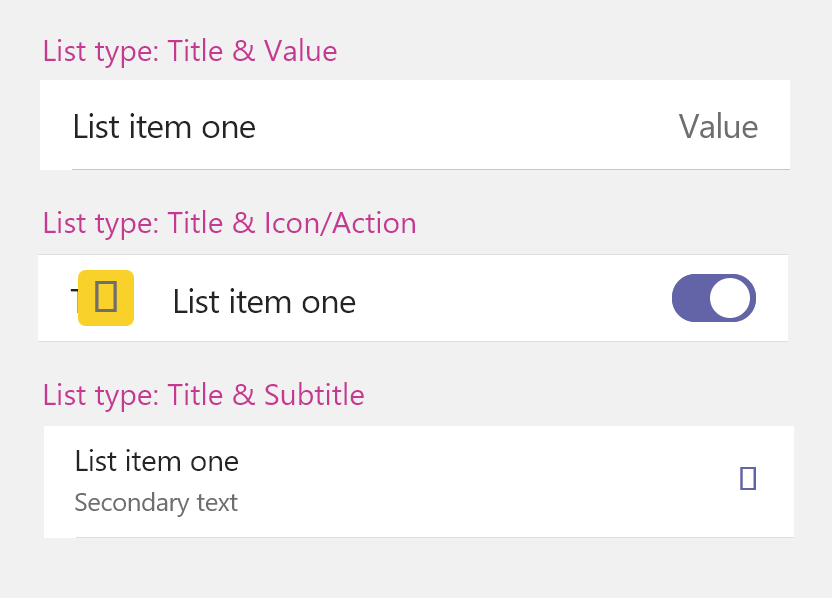 List type: Title & Value
List item one
Value
List type: Title & Icon/Action
List item one
List type: Title & Subtitle
List item one
Secondary text